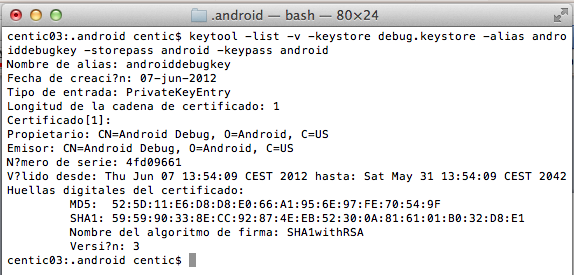 .android — bash — 80×24
centic03:.android centic$ keytool -list -v -keystore debug.keystore -alias andro
iddebugkey -storepass android -keypass android
Nombre de alias: androiddebugkey
Fecha de creaci?n: 07-jun-2012
Tipo de entrada: PrivateKeyEntry
Longitud de la cadena de certificado: 1
Certificado[1]:
Propietario: CN=Android Debug, O=Android, C=US
Emisor: CN=Android Debug, O=Android, C=US
N?mero de serie: 4fd09661
V?lido desde: Thu Jun 07 13:54:09 CEST 2012 hasta: Sat May 31 13:54:09 CEST 2042
Huellas digitales del certificado:
MD5: 52:5D:11:E6:D8:D8:E0:66:A1:95:6E:97:FE:70:54:9F
SHA1: 59:59:90:33:8E:CC:92:87:4E:EB:52:30:0A:81:61:01:B0:32:D8:E1
Nombre del algoritmo de firma: SHA1withRSA
Versi?n: 3
centic03:.android centic$